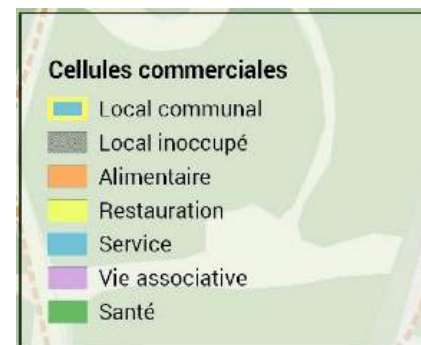 Cellules commerciales
Local communal
Local inoccupé
Alimentaire
Restauration
Service
Vie associative
Santé